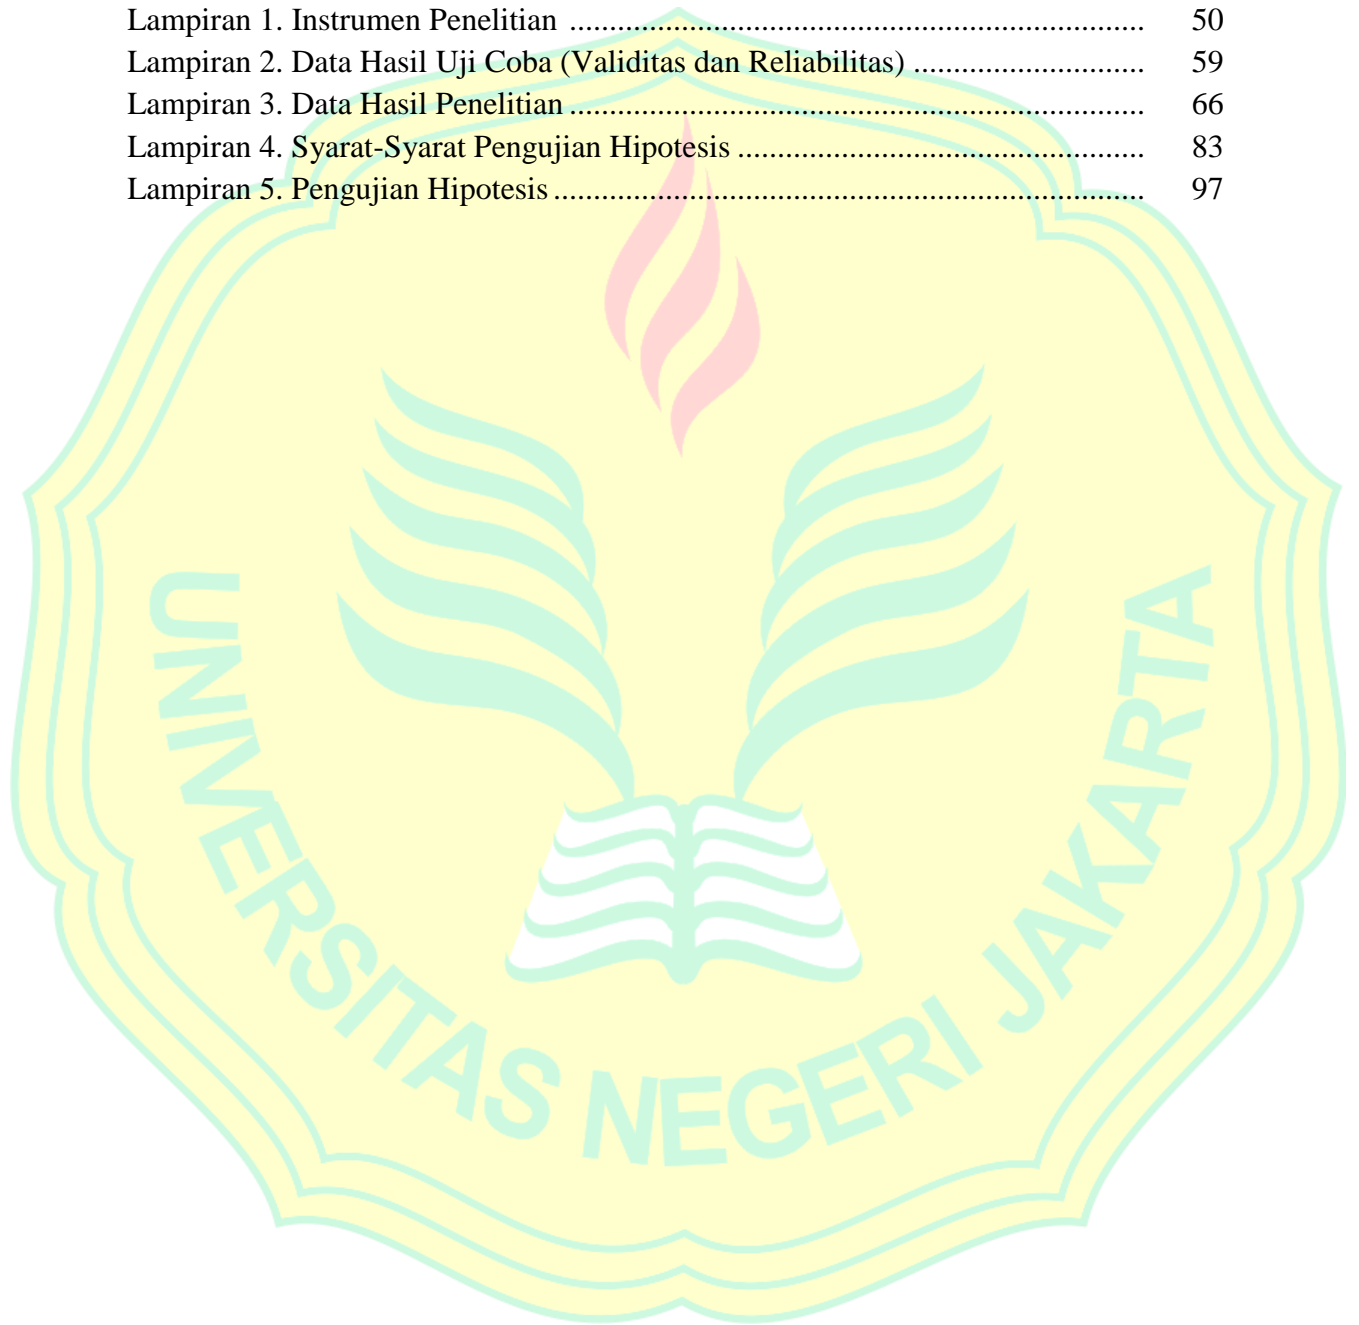 Lampiran 1. Instrumen Penelitian ........................................................................ 50
Lampiran 2. Data Hasil Uji Coba (Validitas dan Reliabilitas) ............................. 59
Lampiran 3. Data Hasil Penelitian ........................................................................ 66
Lampiran 4. Syarat-Syarat Pengujian Hipotesis ................................................... 83
Lampiran 5. Pengujian Hipotesis .......................................................................... 97
UNIVERSITAS NEGERI JAKARTA